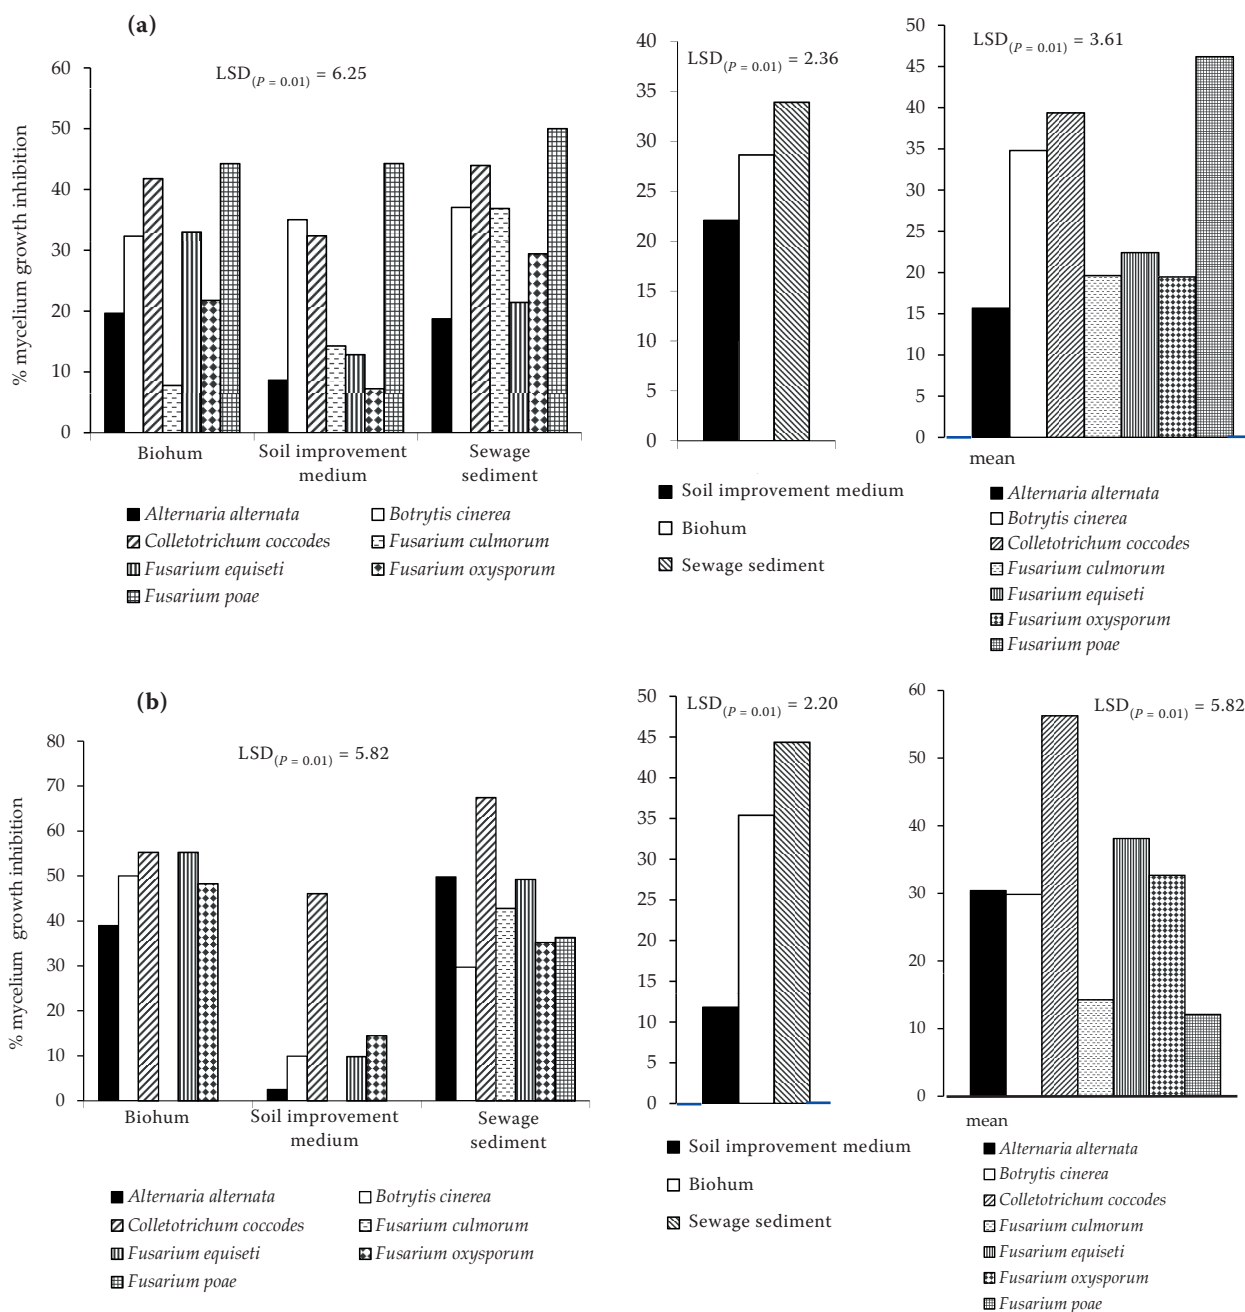 (a)
% mycelium growth inhibition
60
50
40
30
20
10
0
LSD(P = 0.01) = 6.25
Biohum
Soil improvement
medium
Sewage
sediment
Alternaria alternata
Botrytis cinerea
Colletotrichum coccodes
Fusarium culmorum
Fusarium equiseti
Fusarium oxysporum
Fusarium poae
40
35
30
25
20
15
10
5
0
LSD(P = 0.01) = 2.36
Soil improvement medium
Biohum
Sewage sediment
50
45
40
35
30
25
20
15
10
5
0
LSD(P = 0.01) = 3.61
mean
Alternaria alternata
Botrytis cinerea
Colletotrichum coccodes
Fusarium culmorum
Fusarium equiseti
Fusarium oxysporum
Fusarium poae
(b)
% mycelium growth inhibition
80
70
60
50
40
30
20
10
0
LSD(P = 0.01) = 5.82
Biohum
Soil improvement
medium
Sewage
sediment
Alternaria alternata
Botrytis cinerea
Colletotrichum coccodes
Fusarium culmorum
Fusarium equiseti
Fusarium oxysporum
Fusarium poae
50
45
40
35
30
25
20
15
10
5
0
LSD(P = 0.01) = 2.20
Soil improvement medium
Biohum
Sewage sediment
60
50
40
30
20
10
0
LSD(P = 0.01) = 5.82
mean
Alternaria alternata
Botrytis cinerea
Colletotrichum coccodes
Fusarium culmorum
Fusarium equiseti
Fusarium oxysporum
Fusarium poae